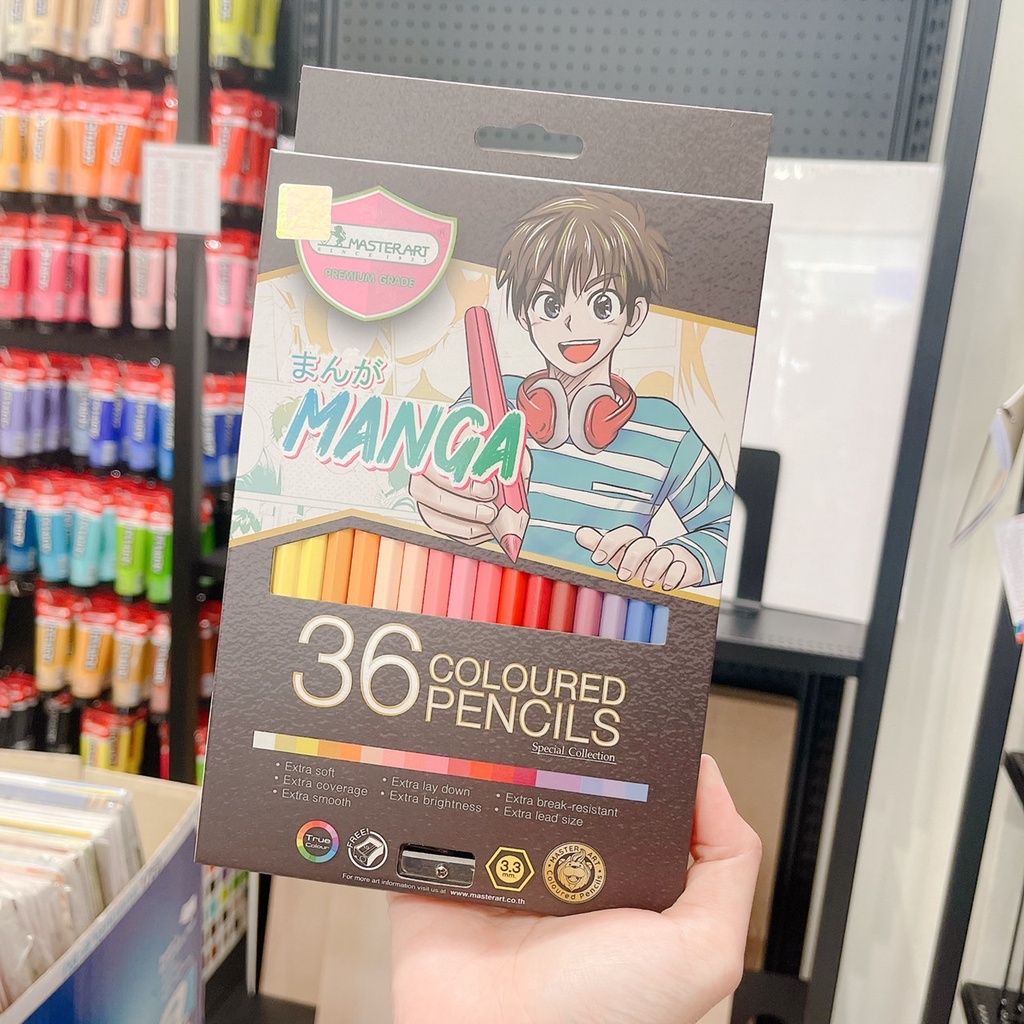 MASTERART
SINCE 1933
PREMIUM GRADE
まんが
MANGA
36 COLOURED
PENCILS
Special Collection
• Extra soft
• Extra coverage
• Extra smooth
• Extra lay down
• Extra brightness
• Extra break-resistant
• Extra lead size
True
Colour
FREE!
3.3
mm.
MASTER ART
Coloured Pencils
For more art information visit us at www.masterart.co.th